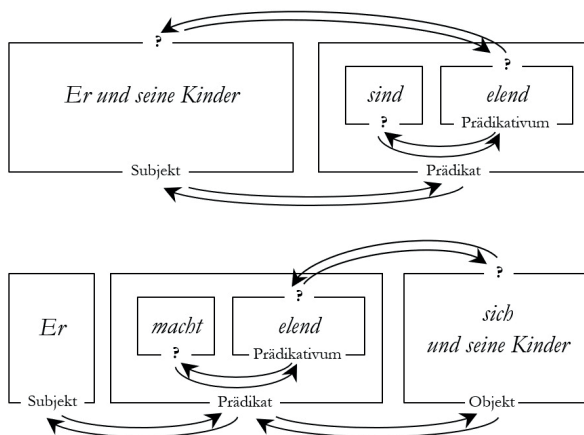 ?
?
Er und seine Kinder
sind
elend
?
Prädikativum
Subjekt
Prädikat
?
?
Er
macht
elend
sich
und seine Kinder
?
Prädikativum
Subjekt
Prädikat
Objekt